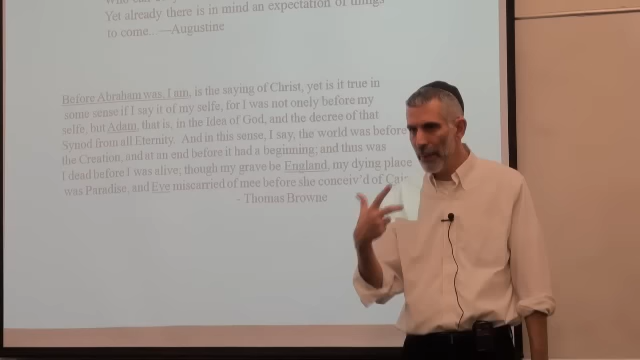 Yet already there is in mind an expectation of things
to come...—Augustine
Before Abraham was, I am, is the saying of Christ, yet is it true in
some sense if I say it of my selfe, for I was not onely before my
selfe, but Adam, that is, in the Idea of God, and the decree of that
Synod from all Eternity. And in this sense, I say, the world was before
the Creation, and at an end before it had a beginning; and thus was
I dead before I was alive; though my grave be England, my dying place
was Paradise, and Eve miscarried of mee before she conceiv'd of Cain.
- Thomas Browne